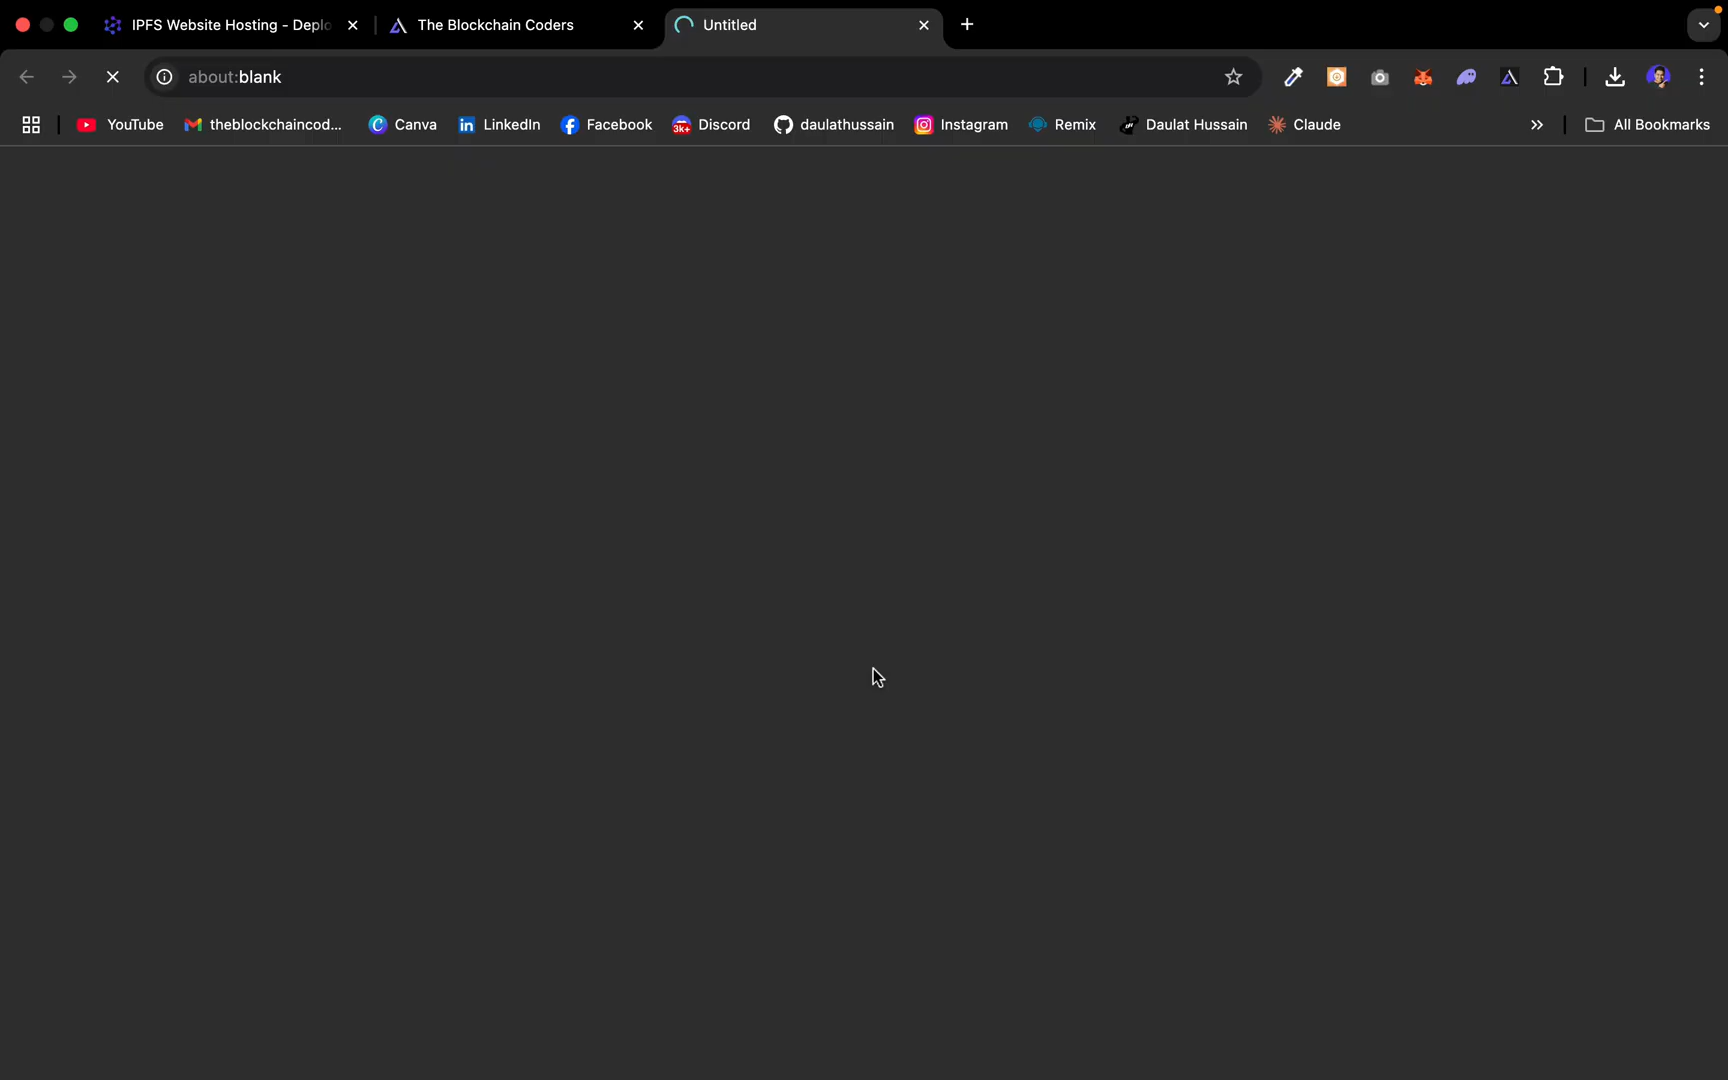 IPFS Website Hosting - Deplo
The Blockchain Coders
Untitled
about:blank
YouTube
theblockchaincod...
Canva
LinkedIn
3k+
Facebook
Discord
daulathussain
Instagram
Remix
Daulat Hussain
Claude
All Bookmarks